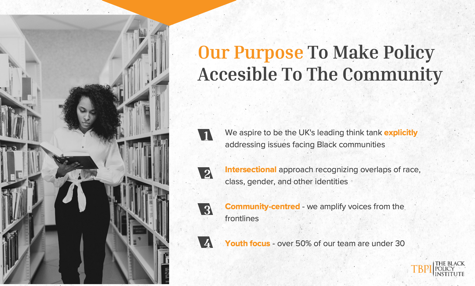 Our Purpose To Make Policy
Accesible To The Community
1
We aspire to be the UK's leading think tank explicitly
addressing issues facing Black communities
2
Intersectional approach recognizing overlaps of race,
class, gender, and other identities
3
Community-centred - we amplify voices from the
frontlines
4
Youth focus - over 50% of our team are under 30
TBPI
THE BLACK
POLICY
INSTITUTE